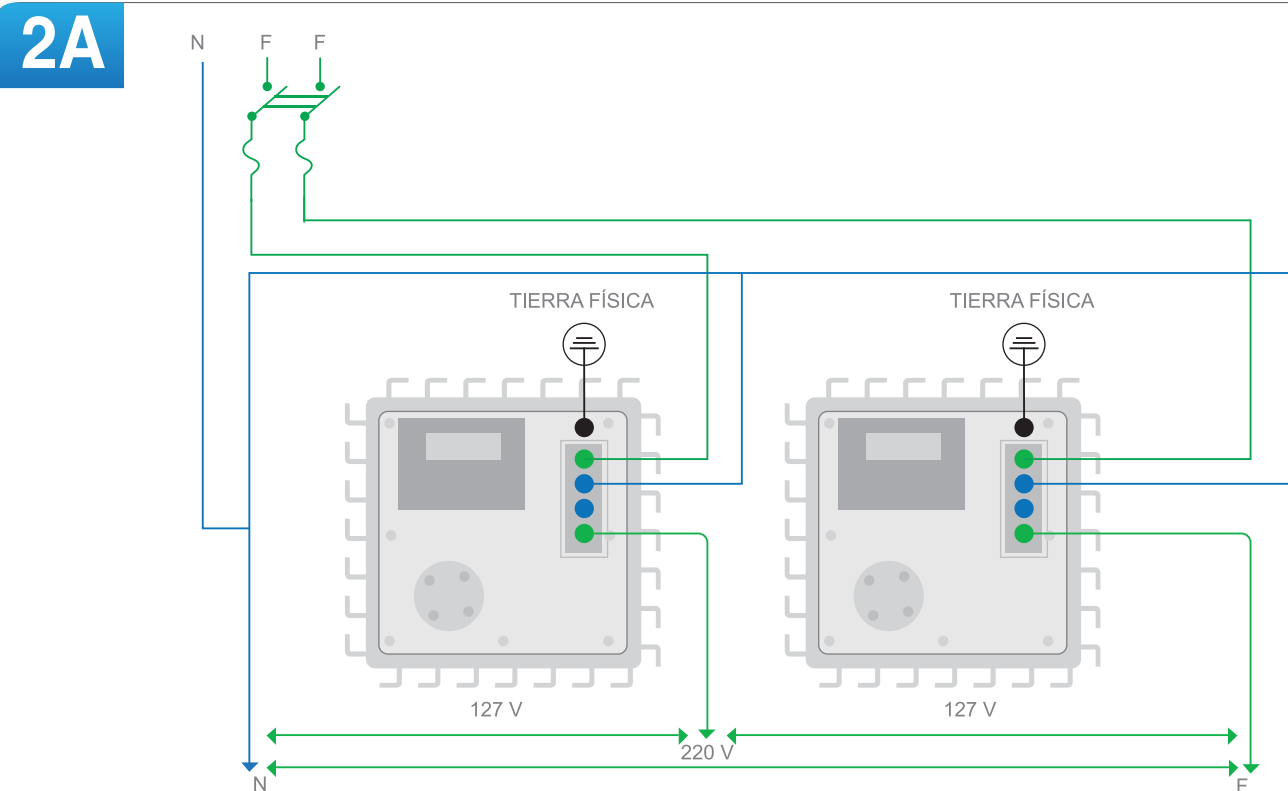 2A
N F F
TIERRA FÍSICA TIERRA FÍSICA
127 V 127 V
220 V
N F